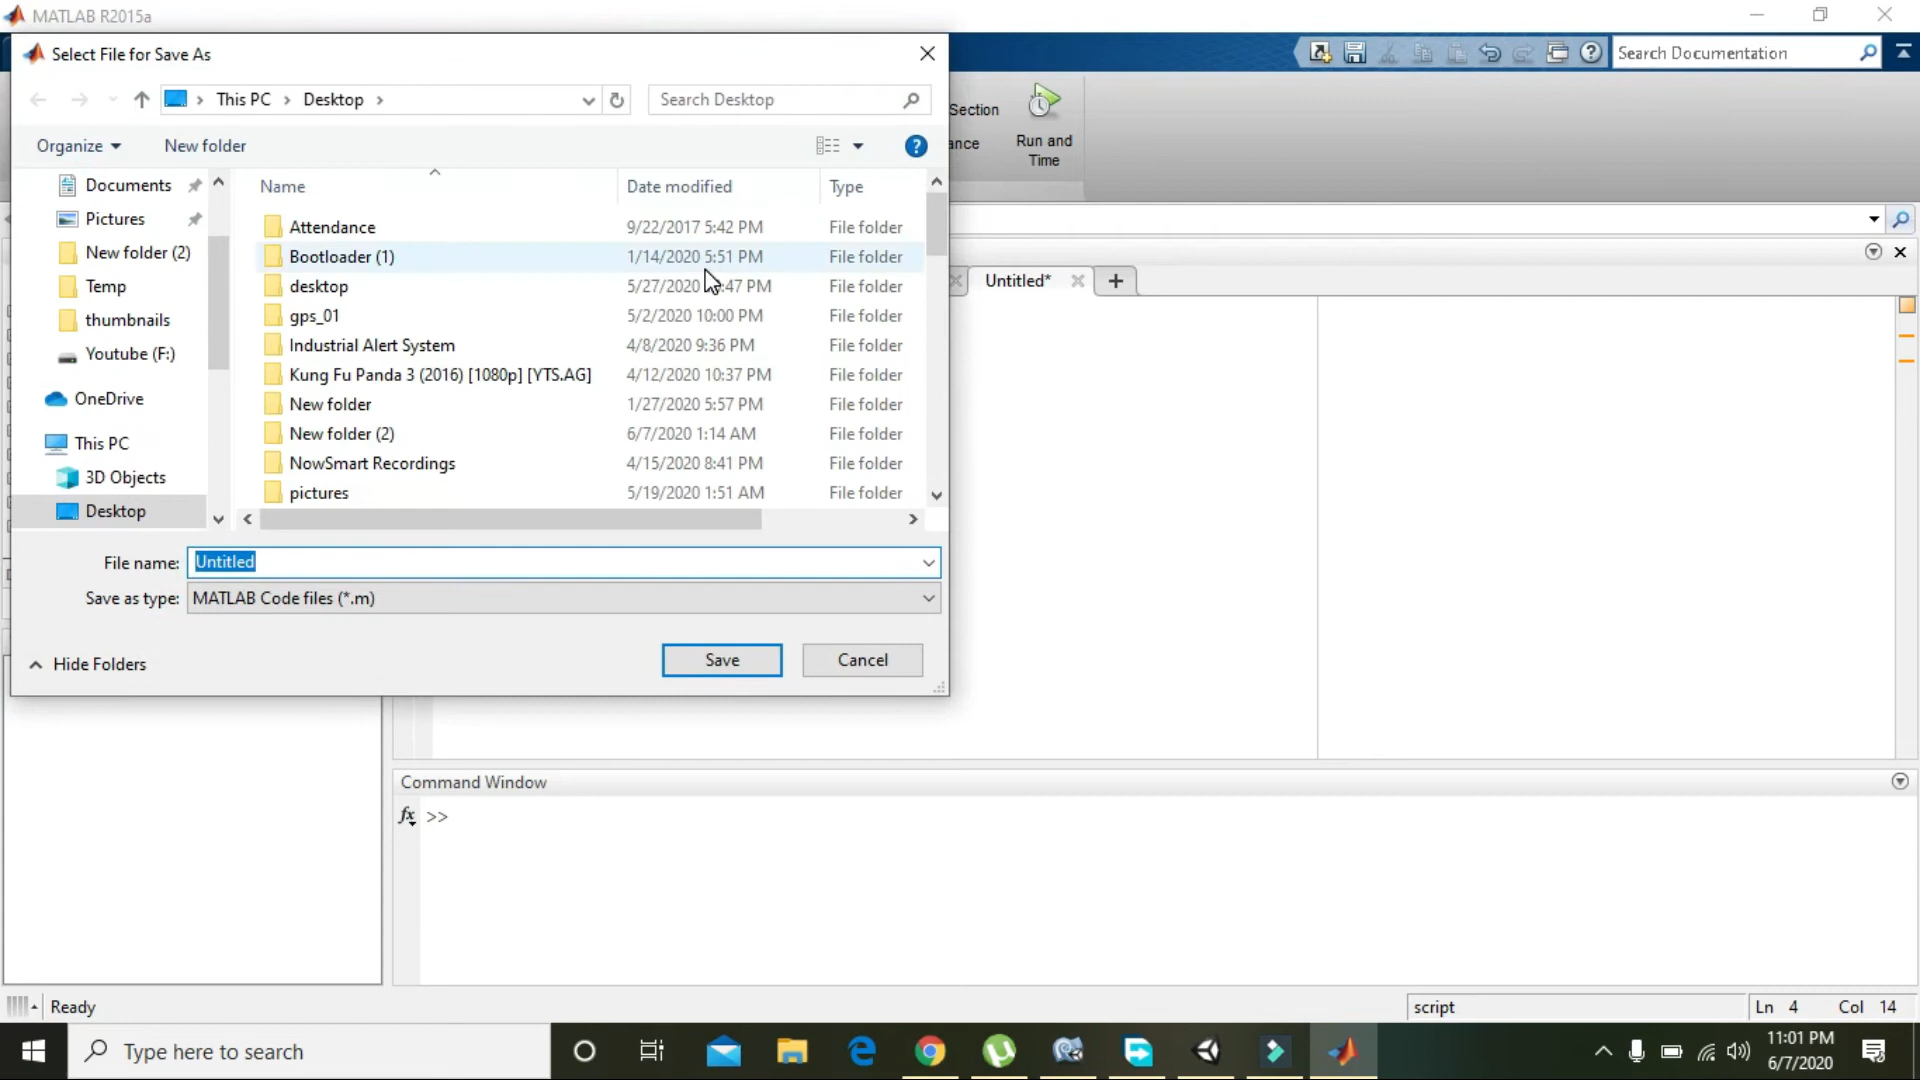 MATLAB R2015a
Select File for Save As
This PC
Desktop
Search Desktop
Search Documentation
Section
ance
Run and
Time
Organize
New folder
Name
Date modified
Type
Documents
Pictures
New folder (2)
Temp
thumbnails
Youtube (F:)
OneDrive
This PC
3D Objects
Desktop
Attendance 9/22/2017 5:42 PM File folder
Bootloader (1) 1/14/2020 5:51 PM File folder
desktop 5/27/2020 :47 PM File folder
gps_01 5/2/2020 10:00 PM File folder
Industrial Alert System 4/8/2020 9:36 PM File folder
Kung Fu Panda 3 (2016) [1080p] [YTS.AG] 4/12/2020 10:37 PM File folder
New folder 1/27/2020 5:57 PM File folder
New folder (2) 6/7/2020 1:14 AM File folder
NowSmart Recordings 4/15/2020 8:41 PM File folder
pictures 5/19/2020 1:51 AM File folder
File name: Untitled
Save as type: MATLAB Code files (*.m)
Hide Folders
Save
Cancel
Untitled*
Command Window
fx >>
Ready
script
Ln 4 Col 14
Type here to search
11:01 PM
6/7/2020